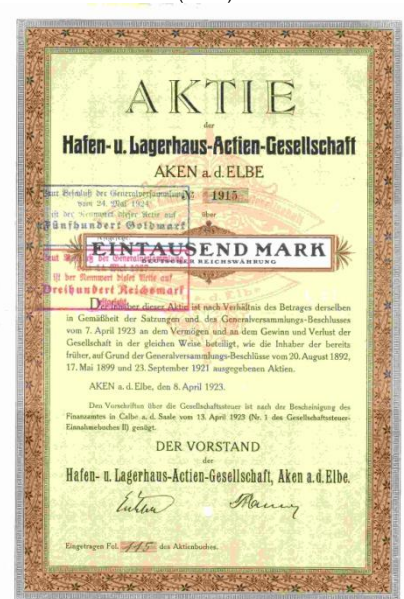 AKTIE
der
Hafen- u. Lagerhaus-Actien-Gesellschaft
AKEN a. d. ELBE
Laut Beschluß der Generalversammlung
vom 24. Mai 1924
ist der Nennwert dieser Aktie auf
Fünfhundert Goldmark
№ 1915
über
EINTAUSEND MARK
DEUTSCHER REICHSWÄHRUNG
Laut der Generalversammlung
ist der Nennwert dieser Aktie auf
Dreihundert Reichsmark
Der Inhaber dieser Aktie ist nach Verhältnis des Betrages derselben
in Gemäßheit der Satzungen und des Generalversammlungs-Beschlusses
vom 7. April 1923 an dem Vermögen und an dem Gewinn und Verlust der
Gesellschaft in der gleichen Weise beteiligt, wie die Inhaber der bereits
früher, auf Grund der Generalversammlungs-Beschlüsse vom 20. August 1892,
17. Mai 1899 und 23. September 1921 ausgegebenen Aktien.
AKEN a. d. Elbe, den 8. April 1923.
Den Vorschriften über die Gesellschaftssteuer ist nach der Bescheinigung des
Finanzamtes in Calbe a. d. Saale vom 13. April 1923 (Nr. 1 des Gesellschaftssteuer-
Einnahmebuches II) genügt.
DER VORSTAND
der
Hafen- u. Lagerhaus-Actien-Gesellschaft, Aken a. d. Elbe.
Eingetragen Fol. 115 des Aktienbuches.